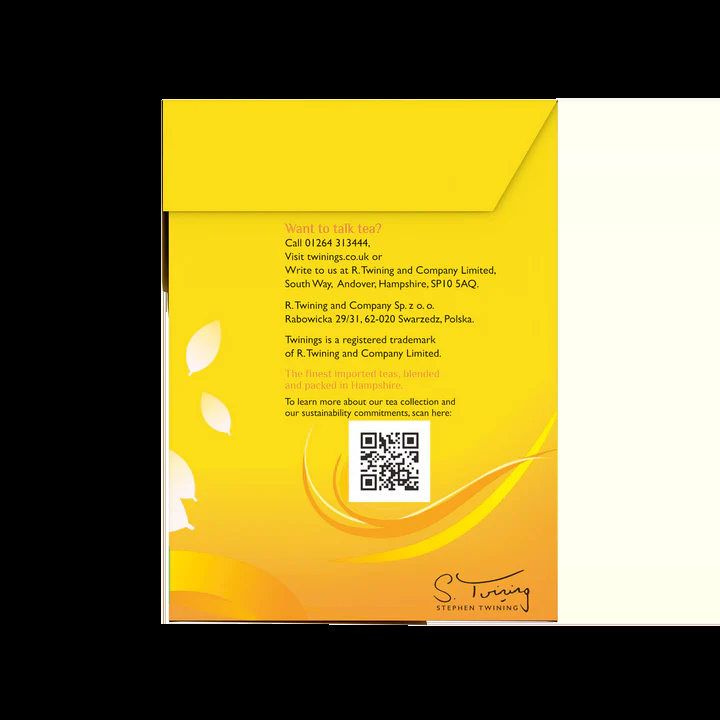 Want to talk tea?
Call 01264 313444,
Visit twinings.co.uk or
Write to us at R. Twining and Company Limited,
South Way, Andover, Hampshire, SP10 5AQ.
R. Twining and Company Sp. z o. o.
Rabowicka 29/31, 62-020 Swarzedz, Polska.
Twinings is a registered trademark
of R. Twining and Company Limited.
The finest imported teas, blended
and packed in Hampshire.
To learn more about our tea collection and
our sustainability commitments, scan here:
S. Twining
STEPHEN TWINING